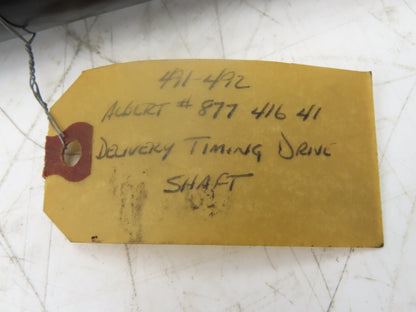 491-492
ALBERT # 877 416 41
DELIVERY TIMING DRIVE
SHAFT